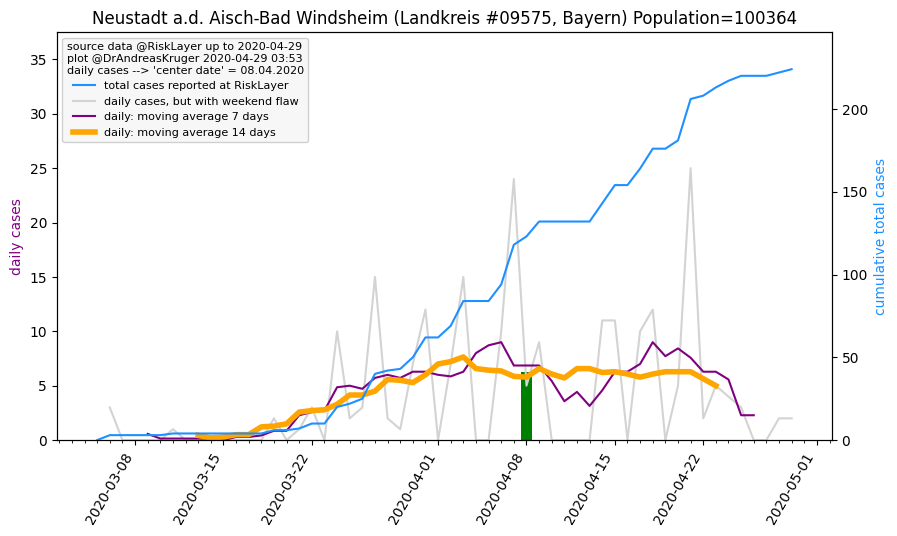 Neustadt a.d. Aisch-Bad Windsheim (Landkreis #09575, Bayern) Population=100364
source data @RiskLayer up to 2020-04-29
plot @DrAndreasKruger 2020-04-29 03:53
daily cases --> 'center date' = 08.04.2020
total cases reported at RiskLayer
daily cases, but with weekend flaw
daily: moving average 7 days
daily: moving average 14 days
daily cases
35
30
25
20
15
10
5
0
cumulative total cases
200
150
100
50
0
2020-03-08
2020-03-15
2020-03-22
2020-04-01
2020-04-08
2020-04-15
2020-04-22
2020-05-01